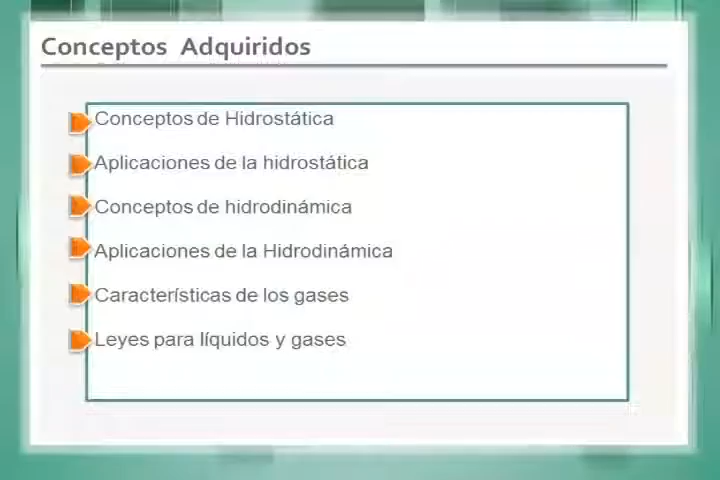 Conceptos Adquiridos
Conceptos de Hidrostática
Aplicaciones de la hidrostática
Conceptos de hidrodinámica
Aplicaciones de la Hidrodinámica
Características de los gases
Leyes para líquidos y gases